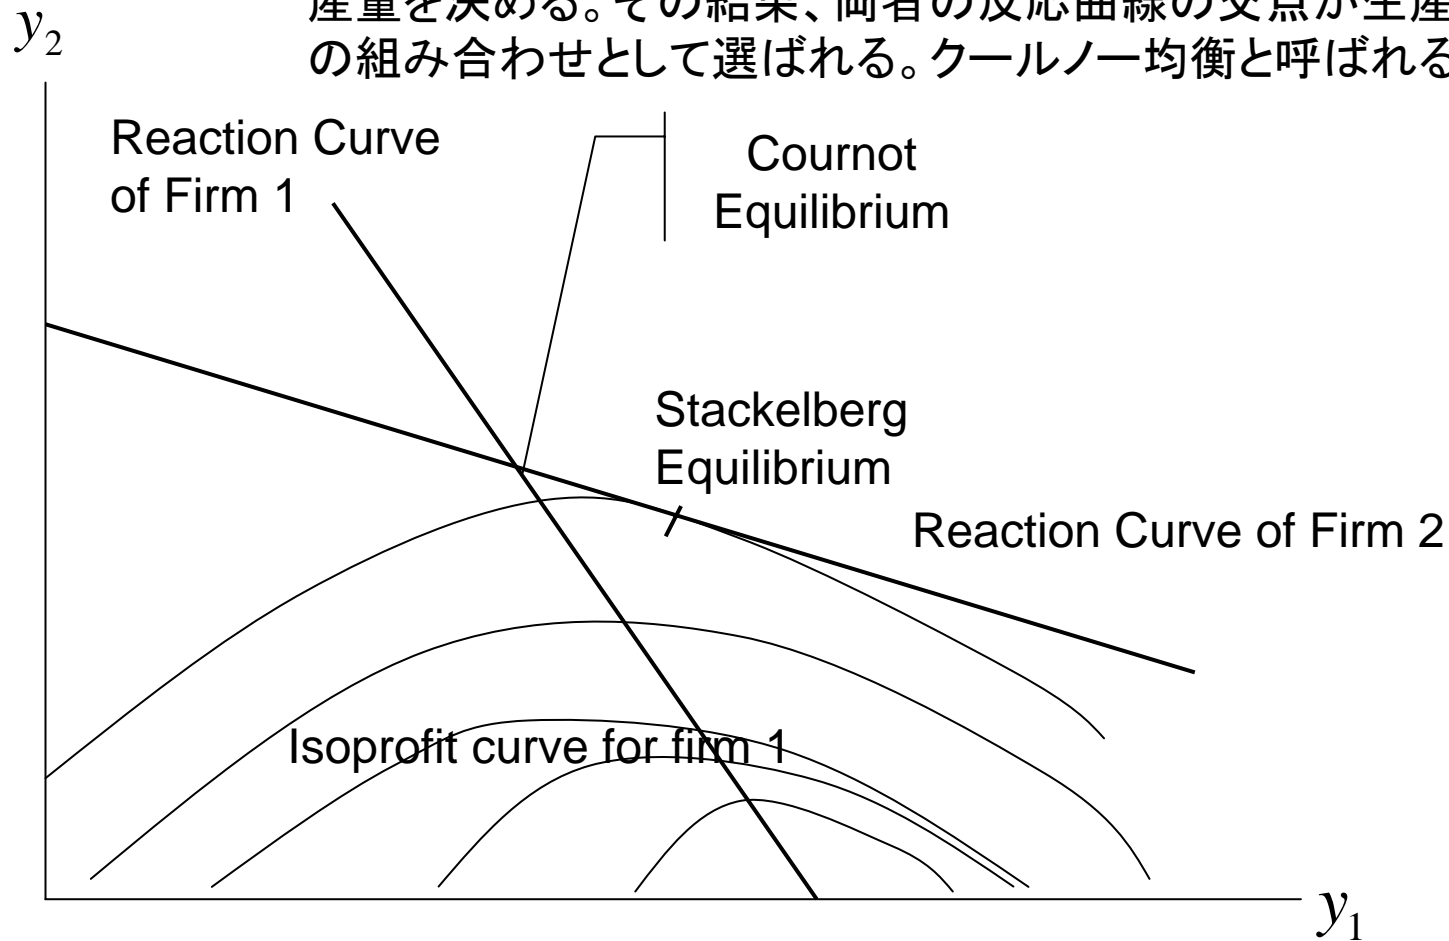 産量を決める。その結果、両者の反応曲線の交点が生産
の組み合わせとして選ばれる。クールノー均衡と呼ばれる
y2
Reaction Curve
of Firm 1
Cournot
Equilibrium
Stackelberg
Equilibrium
Reaction Curve of Firm 2
Isoprofit curve for firm 1
y1